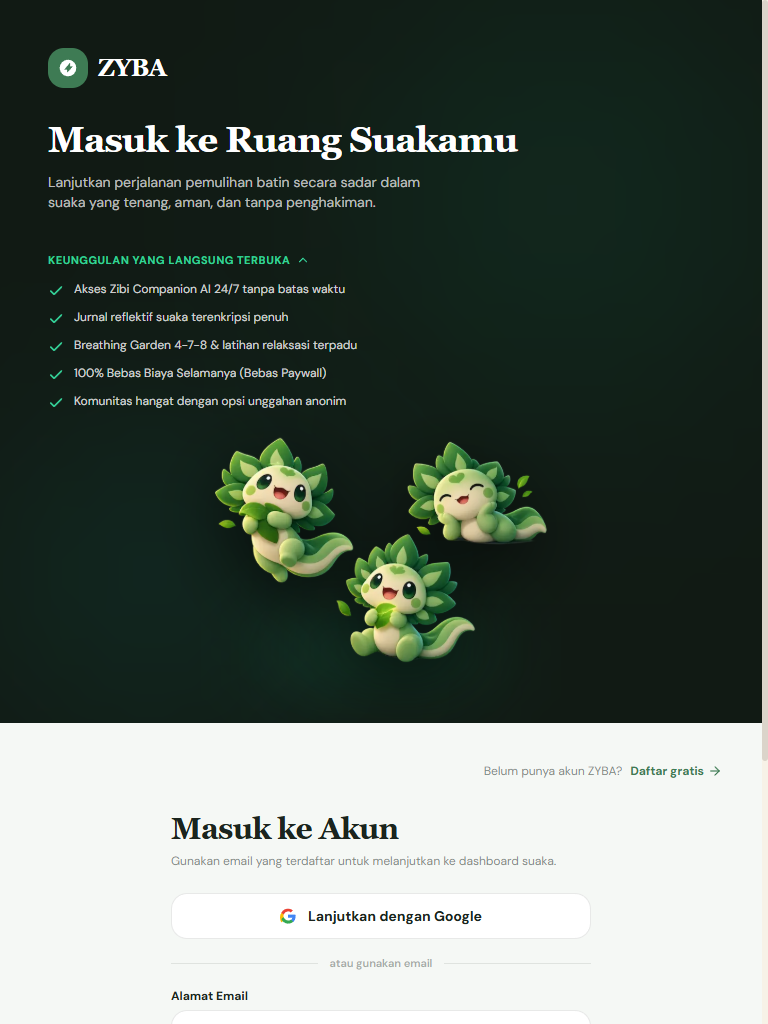 ZYBA
Masuk ke Ruang Suakamu
Lanjutkan perjalanan pemulihan batin secara sadar dalam
suaka yang tenang, aman, dan tanpa penghakiman.
KEUNGGULAN YANG LANGSUNG TERBUKA
Akses Zibi Companion AI 24/7 tanpa batas waktu
Jurnal reflektif suaka terenkripsi penuh
Breathing Garden 4-7-8 & latihan relaksasi terpadu
100% Bebas Biaya Selamanya (Bebas Paywall)
Komunitas hangat dengan opsi unggahan anonim
Belum punya akun ZYBA? Daftar gratis →
Masuk ke Akun
Gunakan email yang terdaftar untuk melanjutkan ke dashboard suaka.
Lanjutkan dengan Google
atau gunakan email
Alamat Email